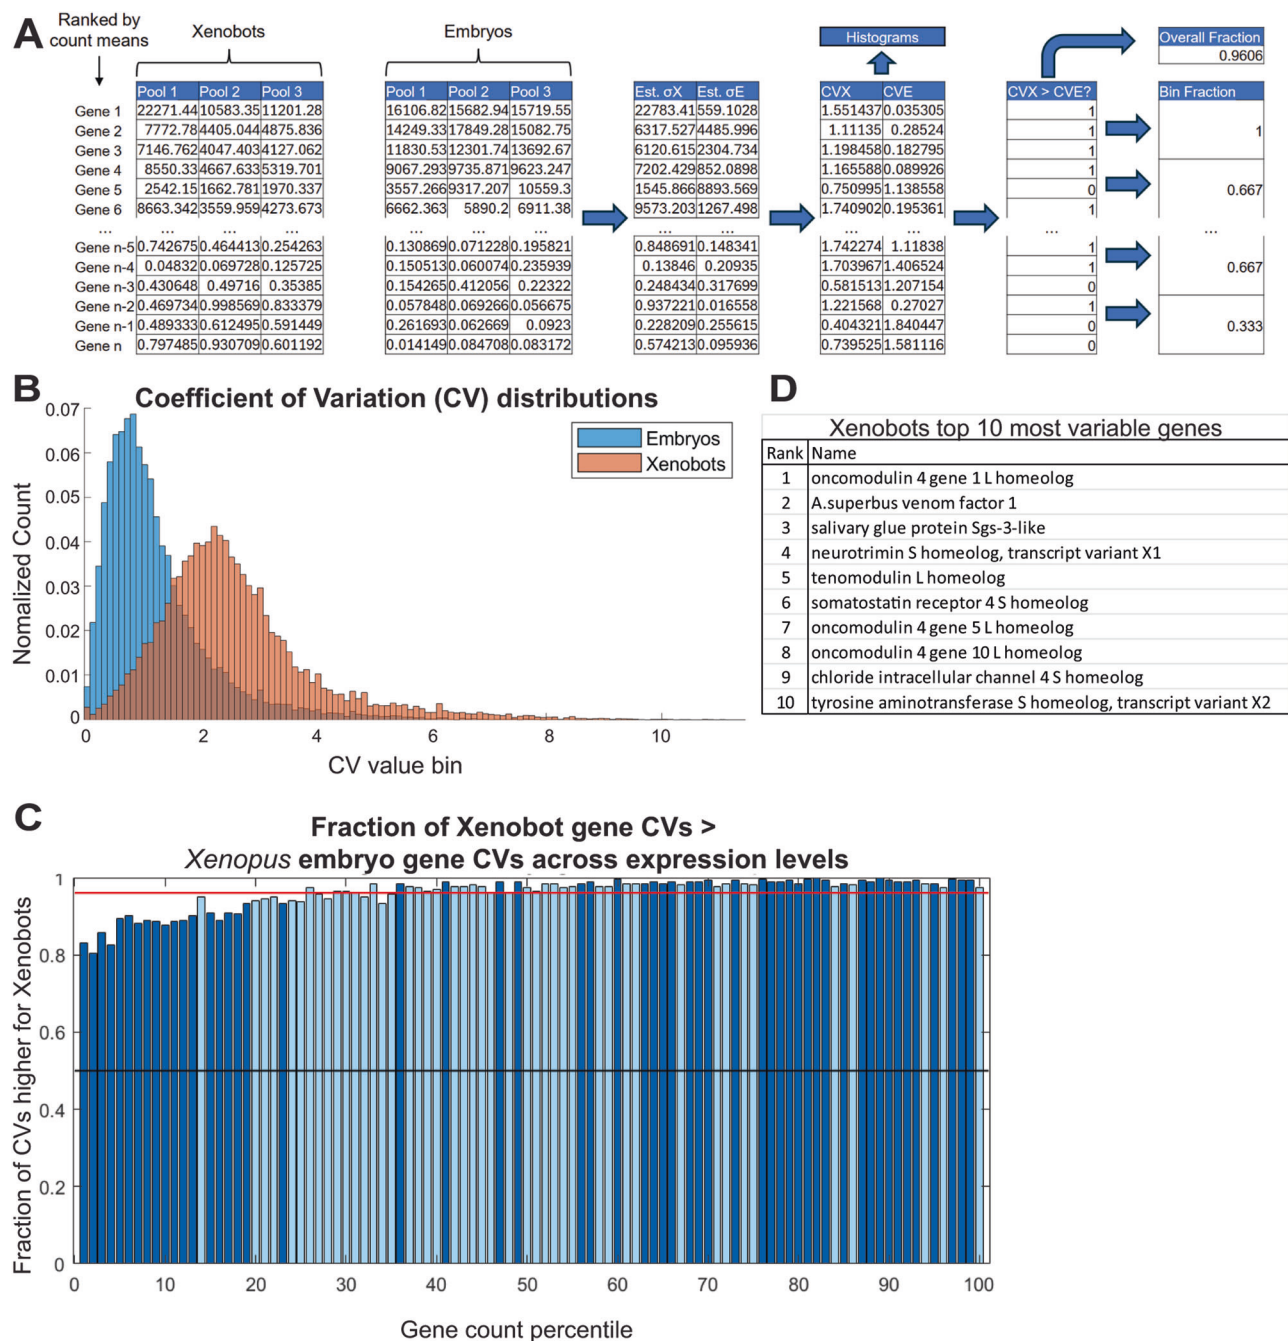 A
Ranked by
count means
Xenobots
Embryos
Histograms
Overall Fraction
0.9606
Pool 1 Pool 2 Pool 3 Pool 1 Pool 2 Pool 3 Est. σX Est. σE CVX CVE CVX > CVE? Bin Fraction
Gene 1 22271.44 10583.35 11201.28 16106.82 15682.94 15719.55 22783.41 559.1028 1.551437 0.035305 1
Gene 2 7772.78 4405.044 4875.836 14249.33 17849.28 15082.75 6317.527 4485.996 1.11135 0.28524 1 1
Gene 3 7146.762 4047.403 4127.062 11830.53 12301.74 13692.67 6120.615 2304.734 1.198458 0.182795 1
Gene 4 8550.33 4667.633 5319.701 9067.293 9735.871 9623.247 7202.429 852.0898 1.165588 0.089926 1
Gene 5 2542.15 1662.781 1970.337 3557.266 9317.207 10559.3 1545.866 8893.569 0.750995 1.138558 0 0.667
Gene 6 8663.342 3559.959 4273.673 6662.363 5890.2 6911.38 9573.203 1267.498 1.740902 0.195361 1
... ... ... ... ... ... ...
Gene n-5 0.742675 0.464413 0.254263 0.130869 0.071228 0.195821 0.848691 0.148341 1.742274 1.11838 1
Gene n-4 0.04832 0.069728 0.125725 0.150513 0.060074 0.235939 0.13846 0.20935 1.703967 1.406524 1 0.667
Gene n-3 0.430648 0.49716 0.35385 0.154265 0.412056 0.22322 0.248434 0.317699 0.581513 1.207154 0
Gene n-2 0.469734 0.998569 0.833379 0.057848 0.069266 0.056675 0.937221 0.016558 1.221568 0.27027 1
Gene n-1 0.489333 0.612495 0.591449 0.261693 0.062669 0.0923 0.228209 0.255615 0.404321 1.840447 0 0.333
Gene n 0.797485 0.930709 0.601192 0.014149 0.084708 0.083172 0.574213 0.095936 0.739525 1.581116 0
B
Coefficient of Variation (CV) distributions
Embryos
Xenobots
Nomalized Count
0.07
0.06
0.05
0.04
0.03
0.02
0.01
0
0 2 4 6 8 10
CV value bin
D
Xenobots top 10 most variable genes
Rank Name
1 oncomodulin 4 gene 1 L homeolog
2 A.superbus venom factor 1
3 salivary glue protein Sgs-3-like
4 neurotrimin S homeolog, transcript variant X1
5 tenomodulin L homeolog
6 somatostatin receptor 4 S homeolog
7 oncomodulin 4 gene 5 L homeolog
8 oncomodulin 4 gene 10 L homeolog
9 chloride intracellular channel 4 S homeolog
10 tyrosine aminotransferase S homeolog, transcript variant X2
C
Fraction of Xenobot gene CVs >
Xenopus embryo gene CVs across expression levels
Fraction of CVs higher for Xenobots
1
0.8
0.6
0.4
0.2
0
0 10 20 30 40 50 60 70 80 90 100
Gene count percentile